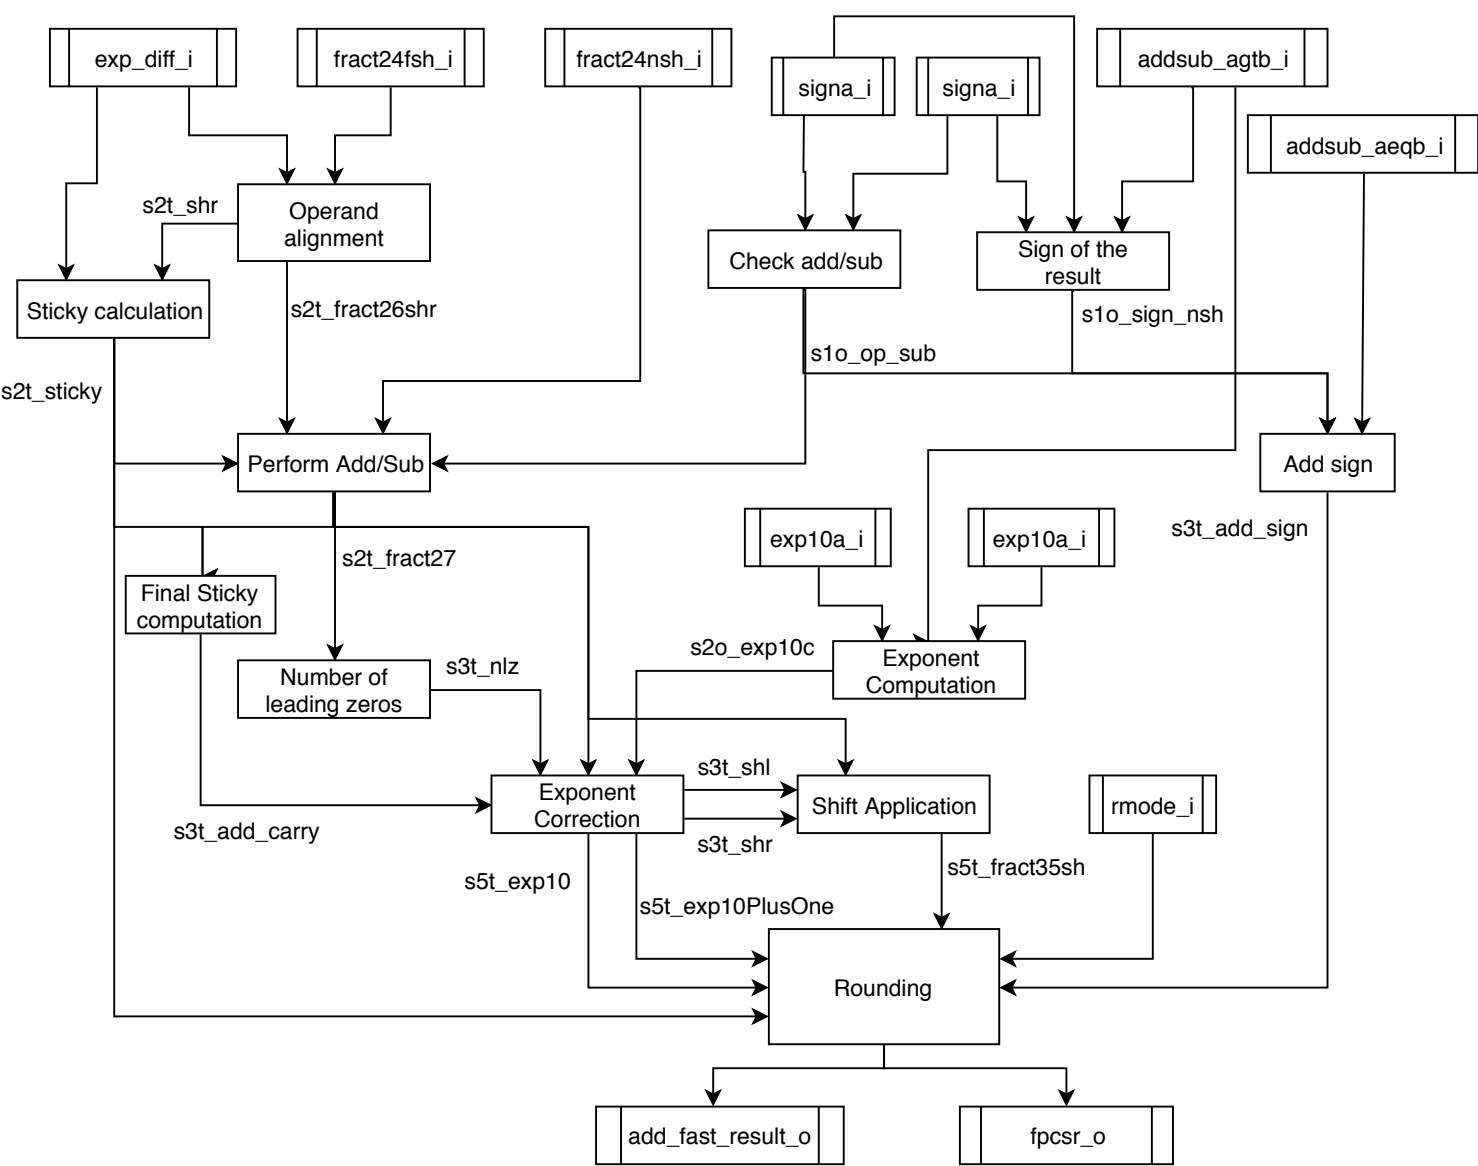 exp_diff_i
fract24fsh_i
fract24nsh_i
signa_i
signa_i
addsub_agtb_i
addsub_aeqb_i
s2t_shr
Operand
alignment
Check add/sub
Sign of the
result
Sticky calculation
s2t_fract26shr
s1o_sign_nsh
s1o_op_sub
s2t_sticky
Perform Add/Sub
Add sign
s2t_fract27
exp10a_i
exp10a_i
s3t_add_sign
Final Sticky
computation
Number of
leading zeros
s3t_nlz
s2o_exp10c
Exponent
Computation
s3t_add_carry
Exponent
Correction
s3t_shl
s3t_shr
Shift Application
rmode_i
s5t_exp10
s5t_exp10PlusOne
s5t_fract35sh
Rounding
add_fast_result_o
fpcsr_o